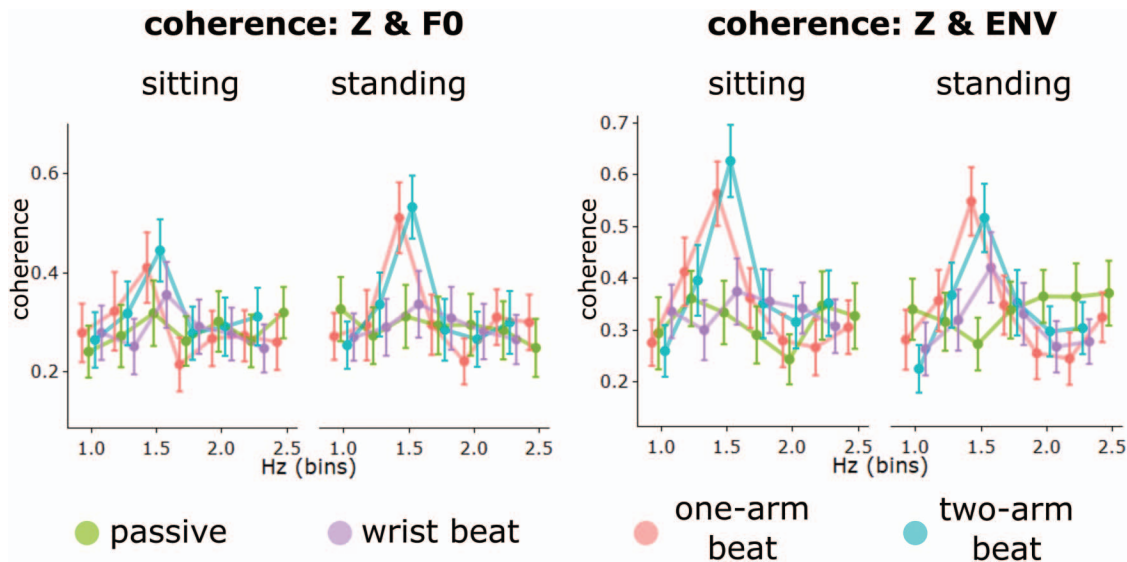 coherence: Z & F0
coherence: Z & ENV
sitting
standing
sitting
standing
coherence
0.6
0.4
0.2
1.0
1.5
2.0
2.5
1.0
1.5
2.0
2.5
Hz (bins)
coherence
0.7
0.6
0.5
0.4
0.3
0.2
1.0
1.5
2.0
2.5
1.0
1.5
2.0
2.5
Hz (bins)
passive
wrist beat
one-arm
beat
two-arm
beat